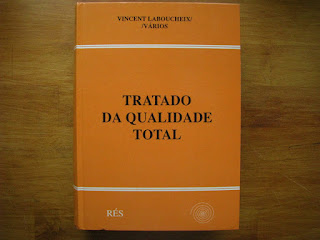 VINCENT LABOUCHEIX/
/VÁRIOS
TRATADO
DA QUALIDADE
TOTAL
RÉS